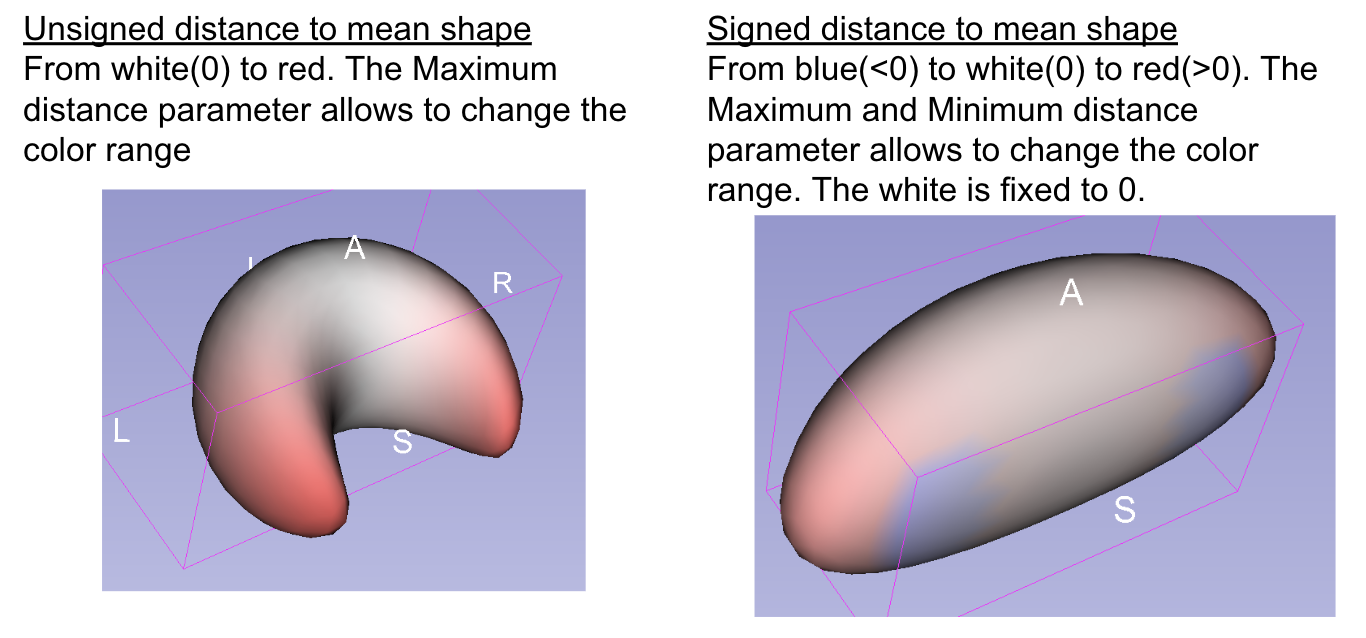 Unsigned distance to mean shape
From white(0) to red. The Maximum
distance parameter allows to change the
color range
A
R
L
S
Signed distance to mean shape
From blue(<0) to white(0) to red(>0). The
Maximum and Minimum distance
parameter allows to change the color
range. The white is fixed to 0.
A
S